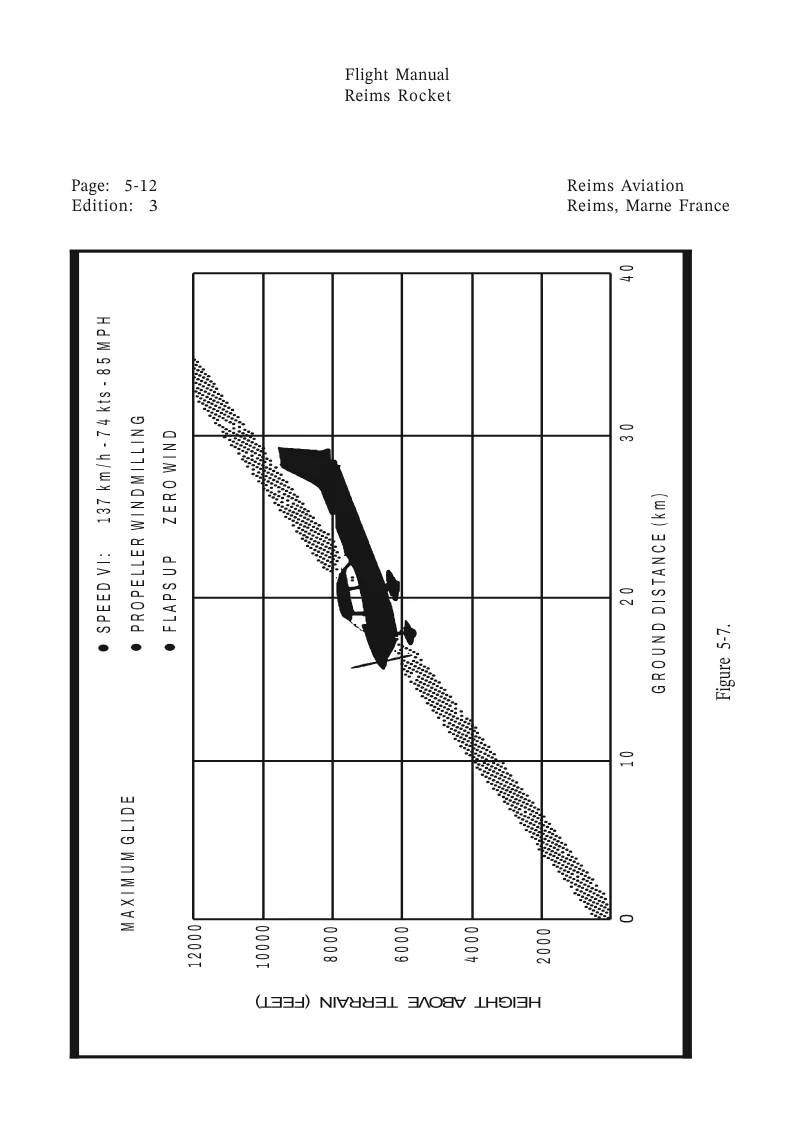 Flight Manual
Reims Rocket
Page: 5-12
Edition: 3
Reims Aviation
Reims, Marne France
MAXIMUM GLIDE
● SPEED VI: 137 km/h - 74 kts - 85 MPH
● PROPELLER WINDMILLING
● FLAPS UP ZERO WIND
HEIGHT ABOVE TERRAIN (FEET)
12000
10000
8000
6000
4000
2000
0
10
20
30
40
GROUND DISTANCE (km)
Figure 5-7.